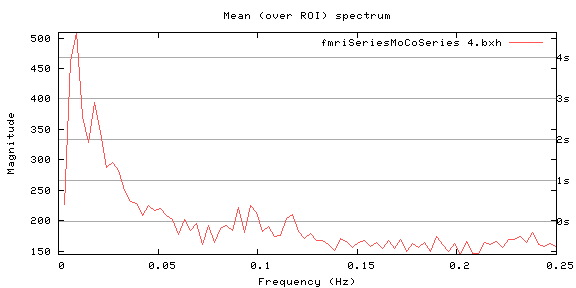 Mean (over ROI) spectrum
fmriSeriesMoCoSeries 4.bxh
500
450
400
350
300
250
200
150
4s
3s
2s
1s
0s
Magnitude
0 0.05 0.1 0.15 0.2 0.25
Frequency (Hz)